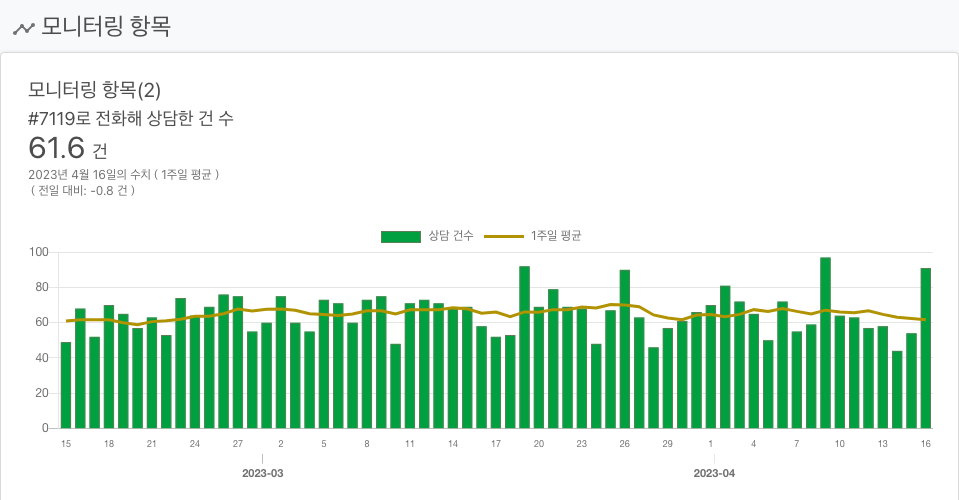 모니터링 항목
모니터링 항목(2)
#7119로 전화해 상담한 건 수
61.6 건
2023년 4월 16일의 수치 ( 1주일 평균 )
( 전일 대비: -0.8 건 )
상담 건수 1주일 평균
100
80
60
40
20
0
15 18 21 24 27 2 5 8 11 14 17 20 23 26 29 1 4 7 10 13 16
2023-03 2023-04